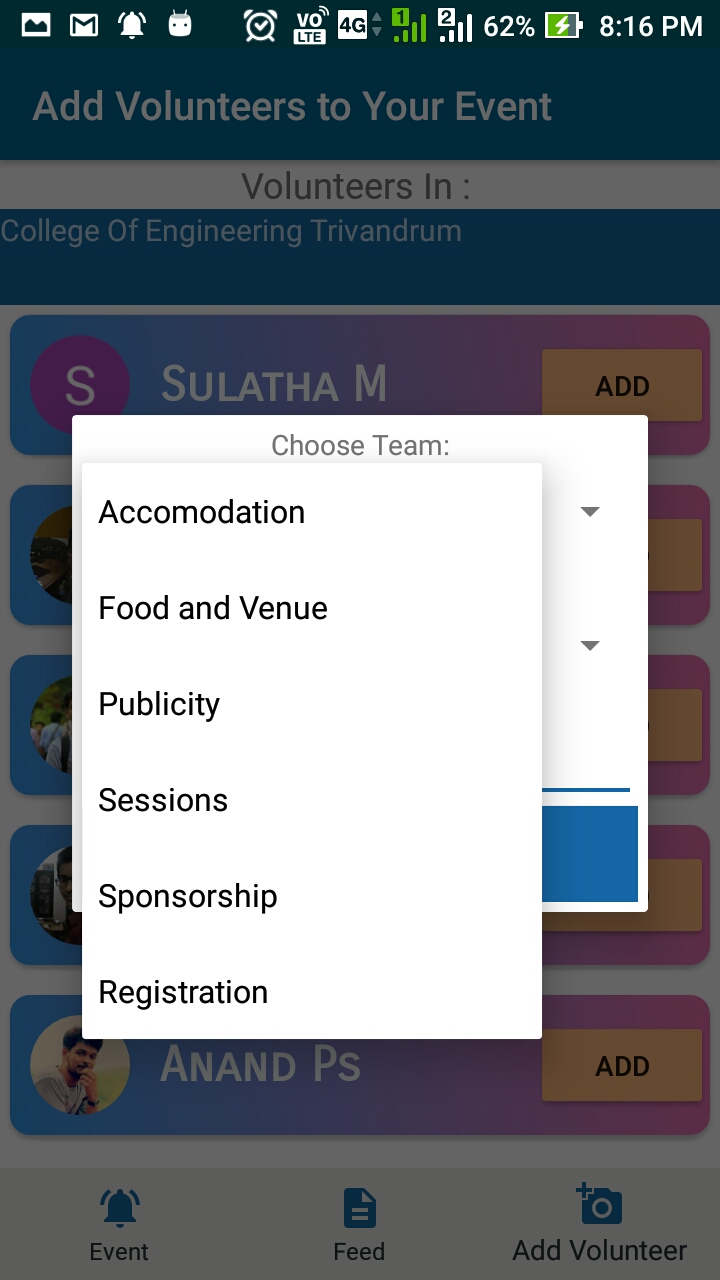 VO LTE 4G 1 2 62% 8:16 PM
Add Volunteers to Your Event
Volunteers In :
College Of Engineering Trivandrum
S Sulatha M ADD
Choose Team:
Accomodation
Food and Venue
Publicity
Sessions
Sponsorship
Registration
Anand Ps ADD
Event Feed Add Volunteer